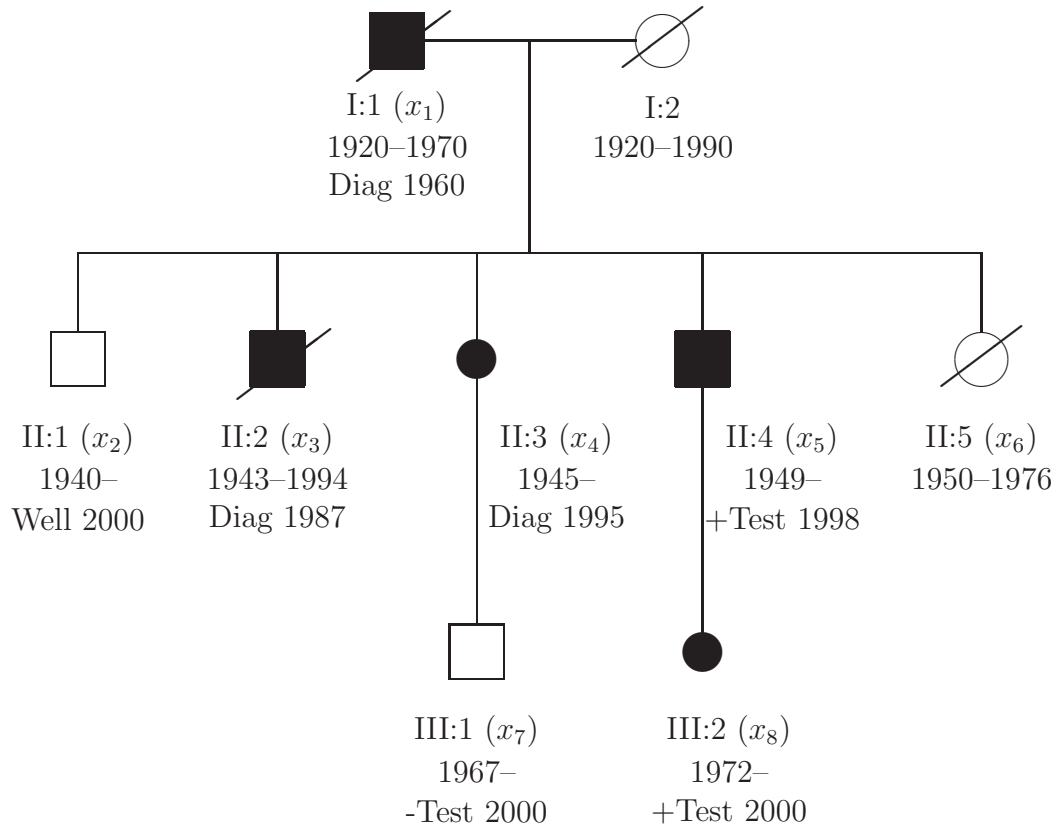 I:1 (x₁)
1920–1970
Diag 1960
I:2
1920–1990
II:1 (x₂)
1940–
Well 2000
II:2 (x₃)
1943–1994
Diag 1987
II:3 (x₄)
1945–
Diag 1995
II:4 (x₅)
1949–
+Test 1998
II:5 (x₆)
1950–1976
III:1 (x₇)
1967–
-Test 2000
III:2 (x₈)
1972–
+Test 2000